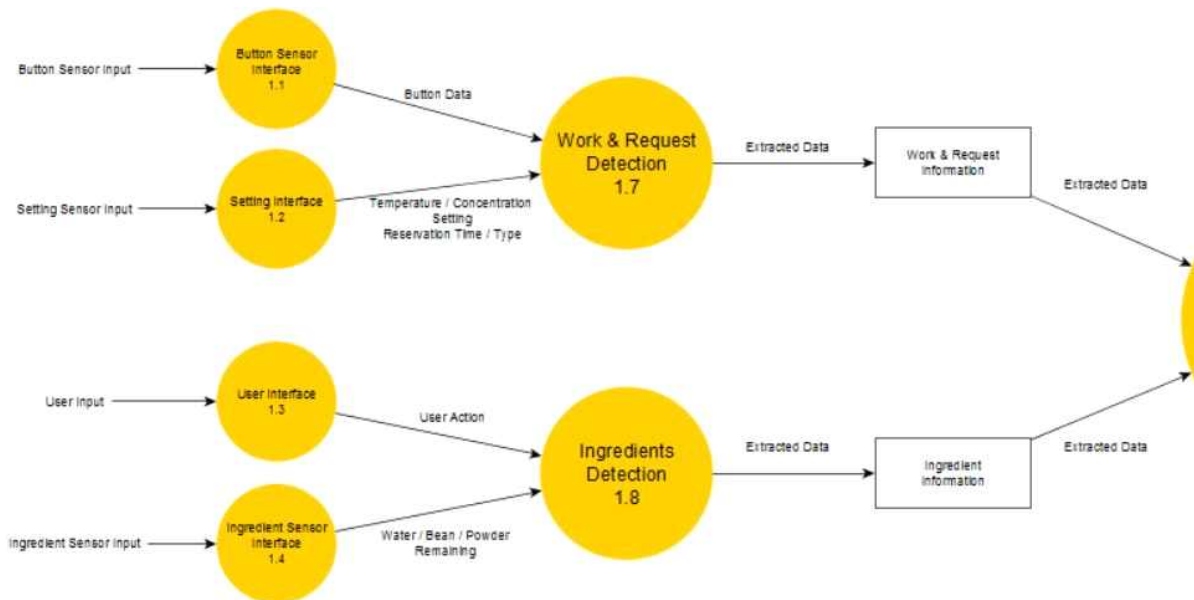 Button Sensor Input
Button Sensor
Interface
1.1
Button Data
Setting Sensor Input
Setting Interface
1.2
Temperature / Concentration
Setting
Reservation Time / Type
Work & Request
Detection
1.7
Extracted Data
Work & Request
Information
Extracted Data
User Input
User Interface
1.3
User Action
Ingredient Sensor Input
Ingredient Sensor
Interface
1.4
Water / Bean / Powder
Remaining
Ingredients
Detection
1.8
Extracted Data
Ingredient
Information
Extracted Data